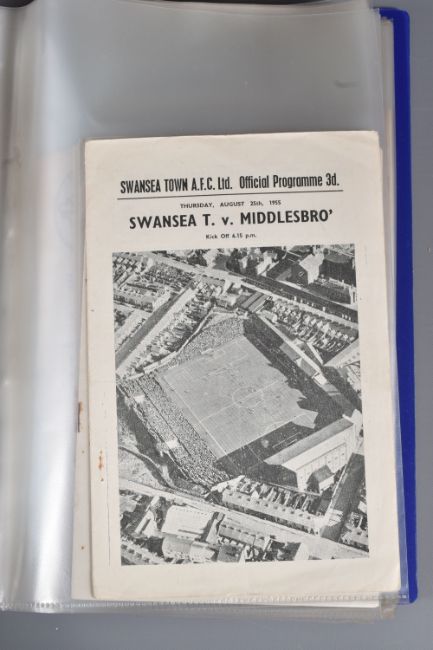 SWANSEA TOWN A.F.C. Ltd. Official Programme 3d.
THURSDAY, AUGUST 25th, 1955
SWANSEA T. v. MIDDLESBRO'
Kick Off 6.15 p.m.